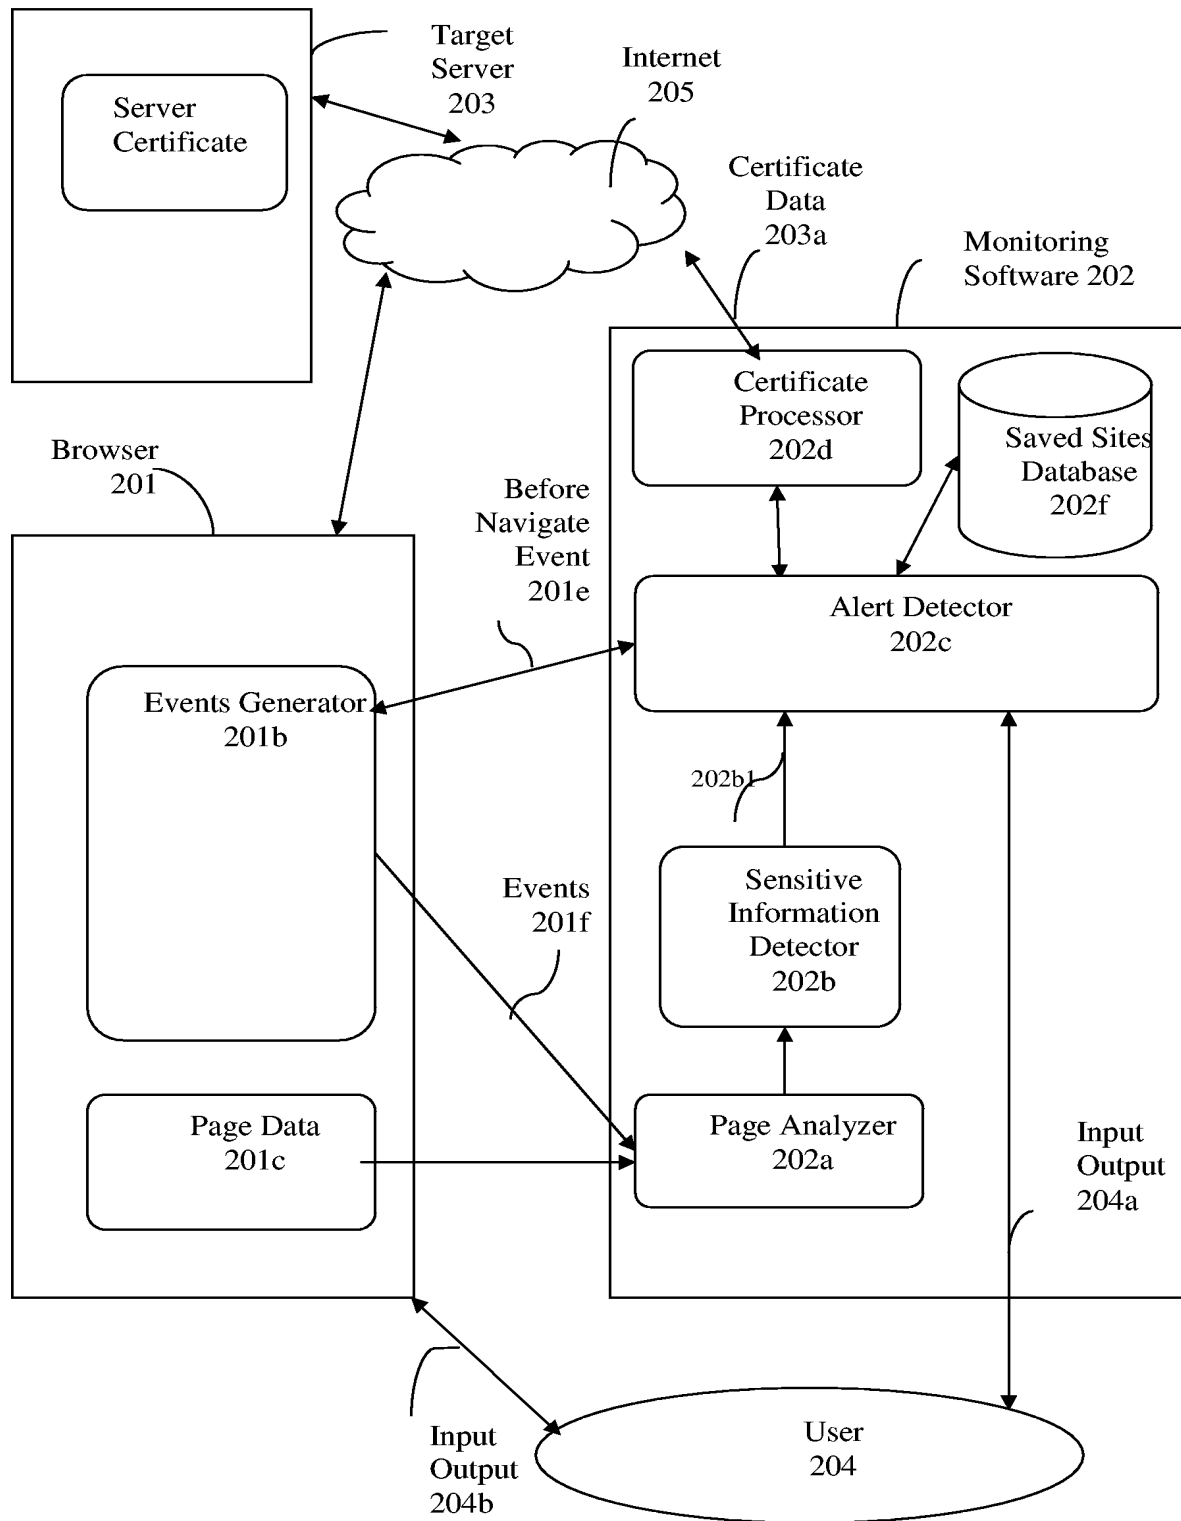 Target
Server
203
Internet
205
Server
Certificate
Certificate
Data
203a
Monitoring
Software 202
Certificate
Processor
202d
Saved Sites
Database
202f
Browser
201
Before
Navigate
Event
201e
Alert Detector
202c
Events Generator
201b
202b1
Sensitive
Information
Detector
202b
Events
201f
Page Data
201c
Page Analyzer
202a
Input
Output
204a
Input
Output
204b
User
204